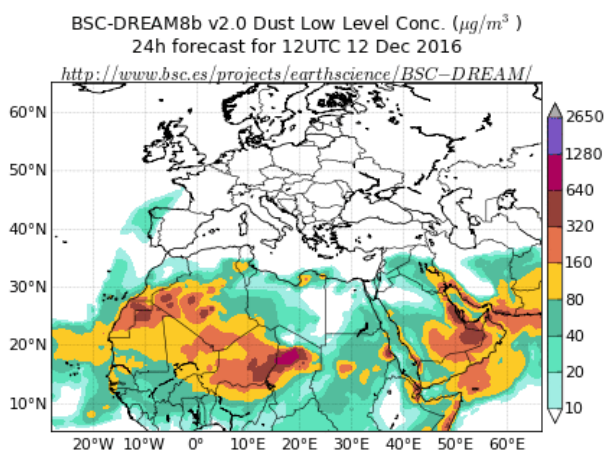 BSC-DREAM8b v2.0 Dust Low Level Conc. (μg/m³ )
24h forecast for 12UTC 12 Dec 2016
http://www.bsc.es/projects/earthscience/BSC−DREAM/
60°N
50°N
40°N
30°N
20°N
10°N
20°W 10°W 0° 10°E 20°E 30°E 40°E 50°E 60°E
2650
1280
640
320
160
80
40
20
10